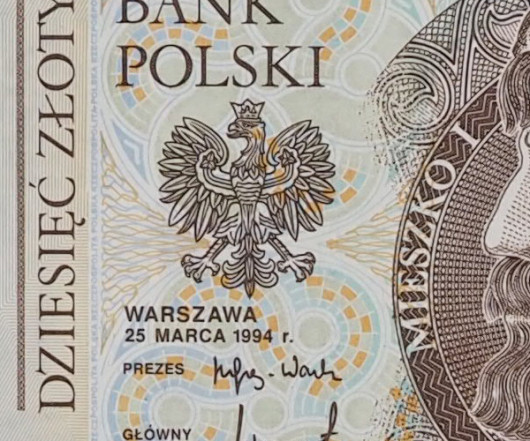 BANK
POLSKI
DZIESIĘĆ ZŁOTY
MIESZKO I
WARSZAWA
25 MARCA 1994 r.
PREZES
GŁÓWNY